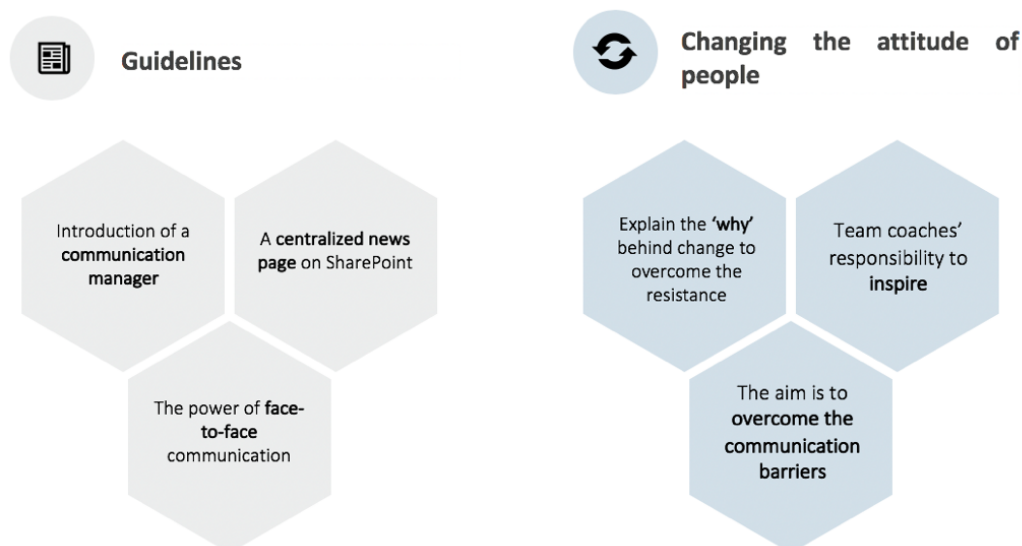 Guidelines
Introduction of a
communication
manager
A centralized news
page on SharePoint
The power of face-
to-face
communication
Changing the attitude of
people
Explain the ‘why’
behind change to
overcome the
resistance
Team coaches’
responsibility to
inspire
The aim is to
overcome the
communication
barriers